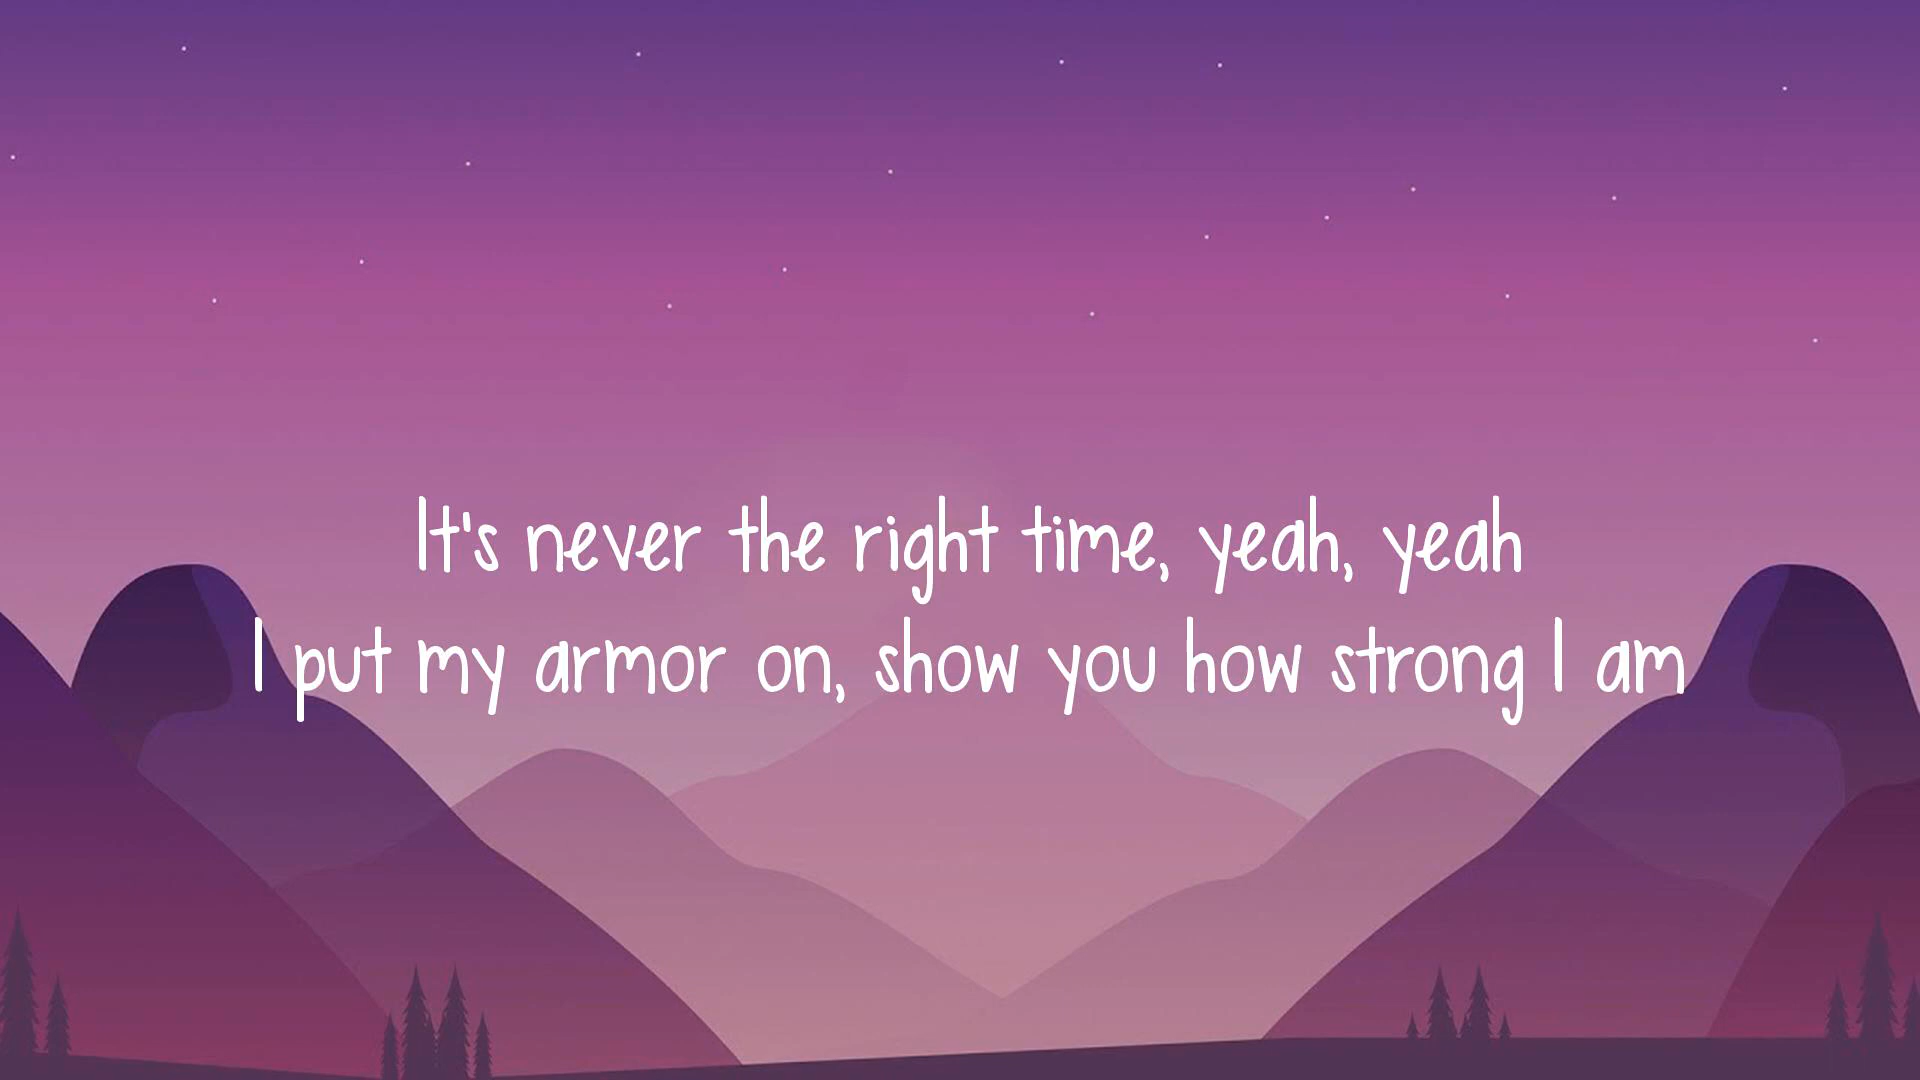 It's never the right time, yeah, yeah
I put my armor on, show you how strong I am